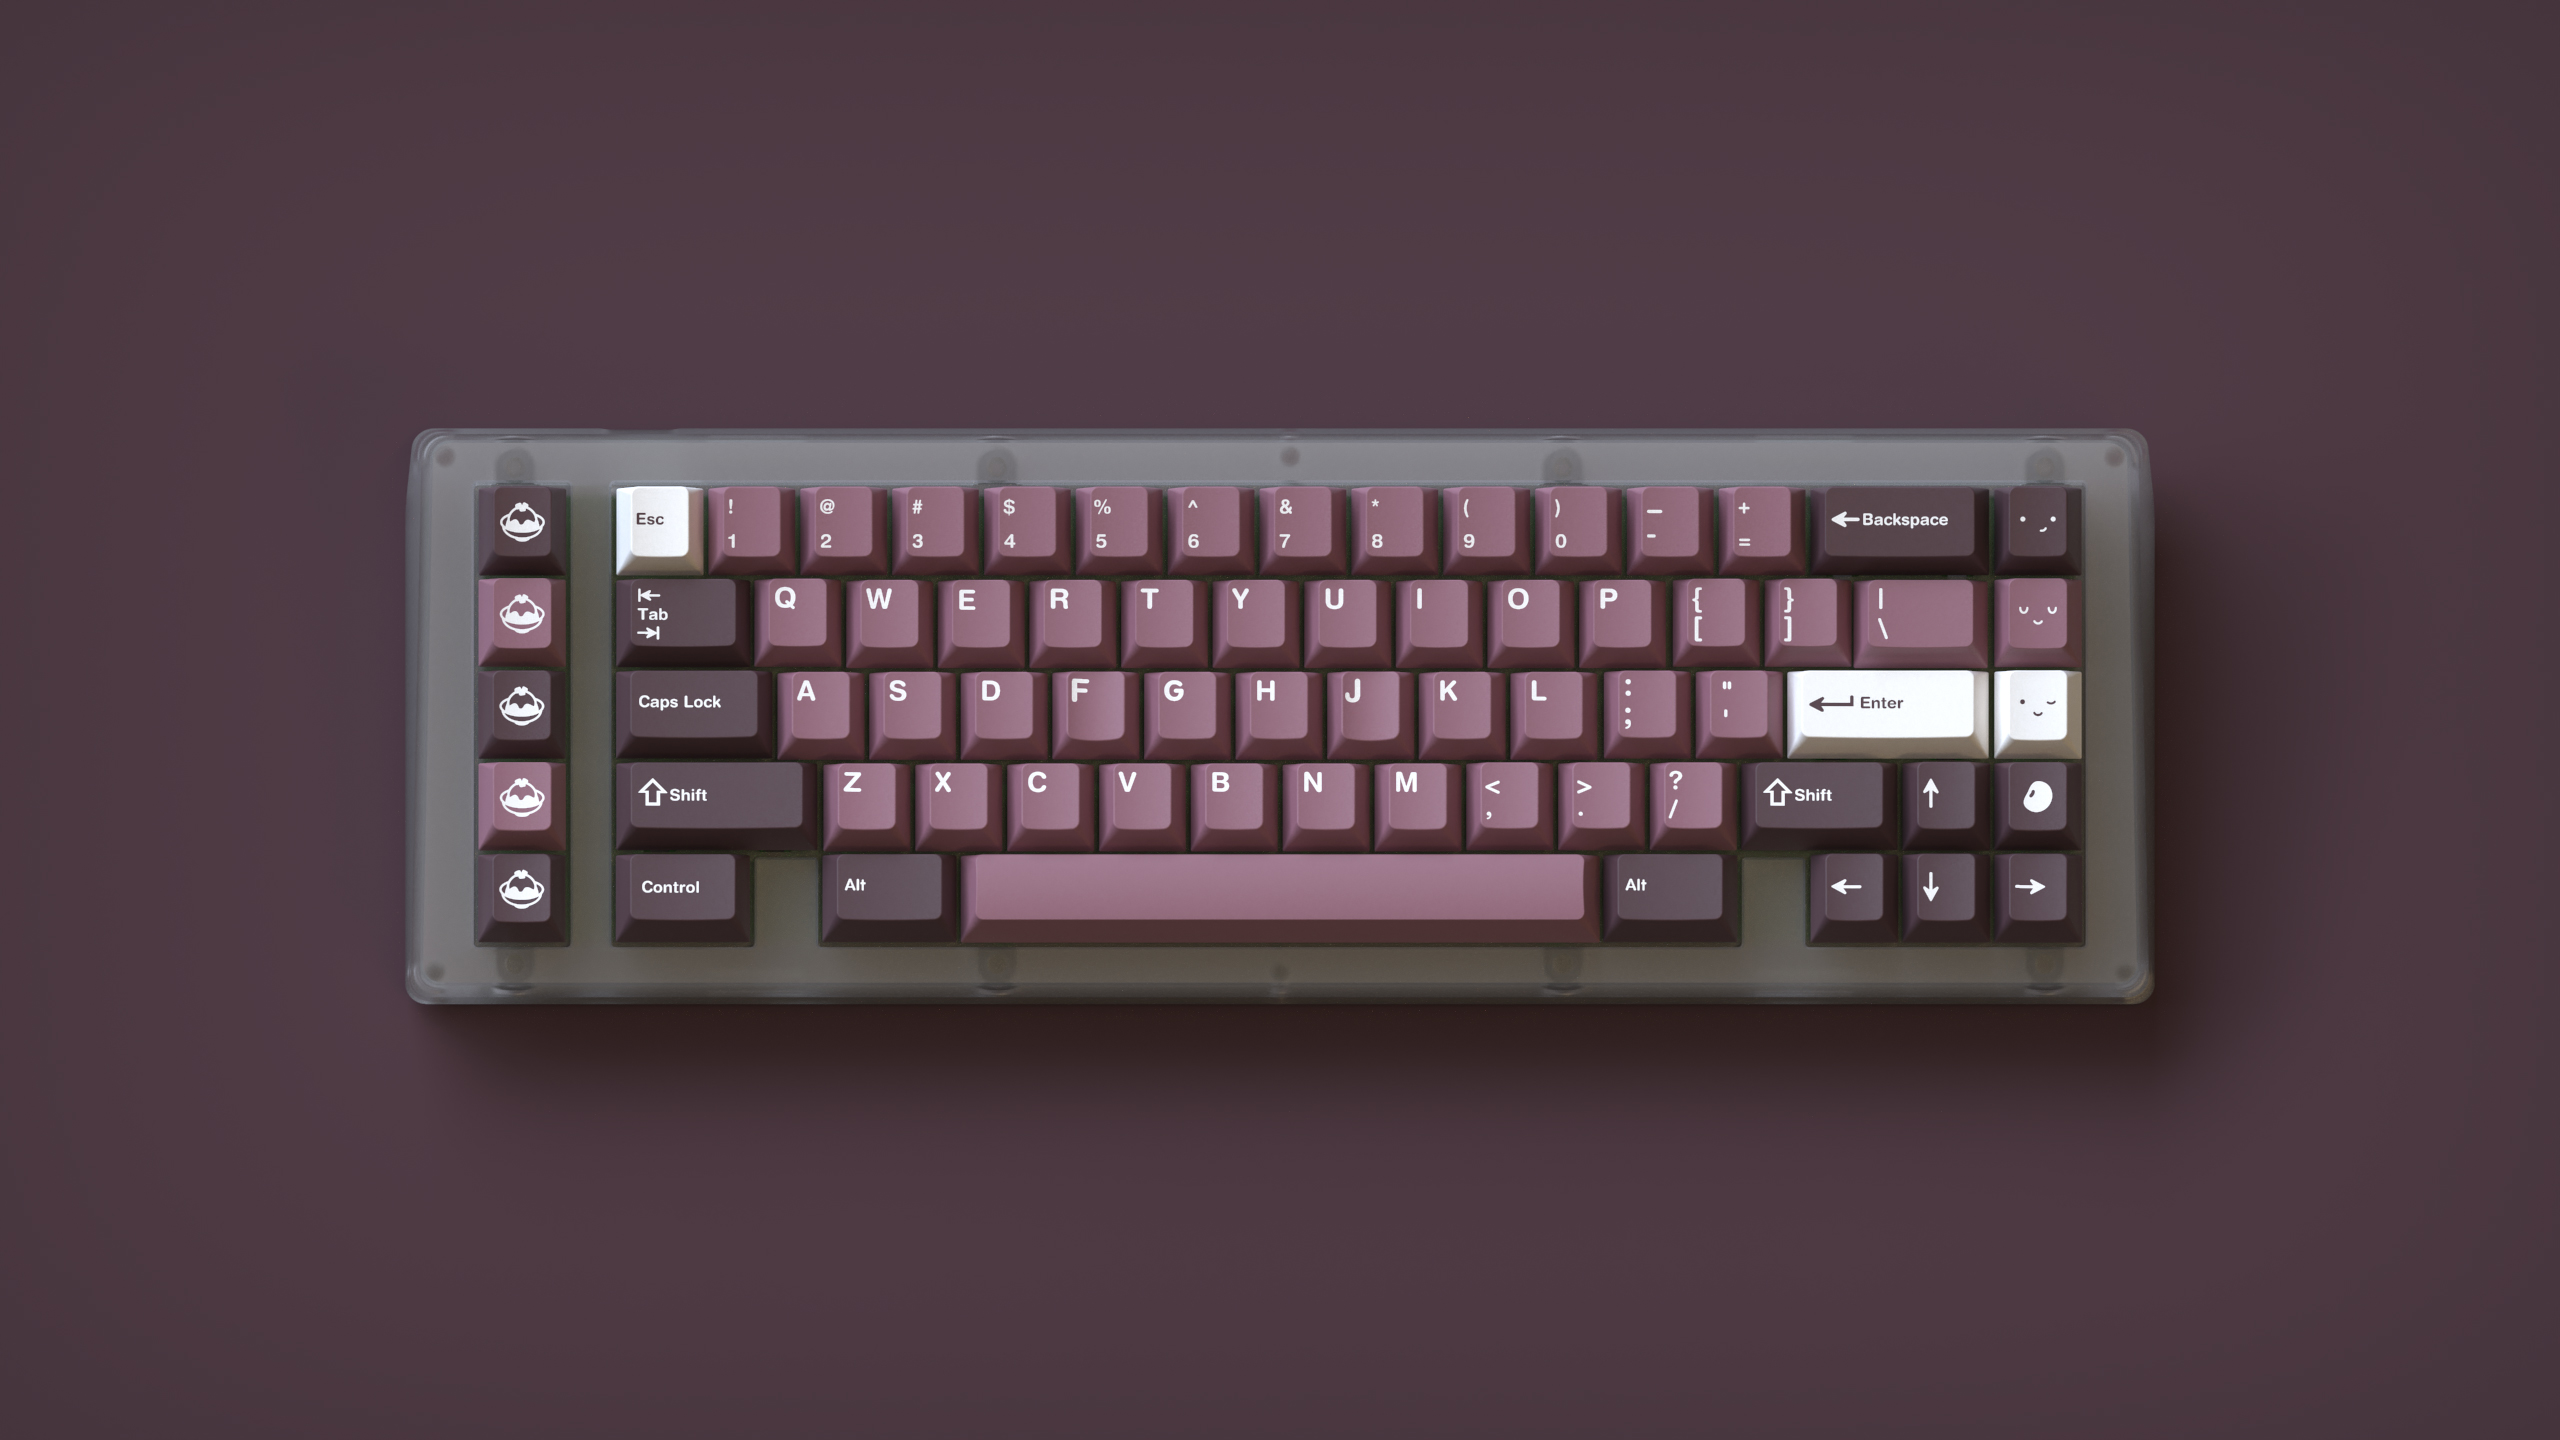 Esc ! 1 @ 2 # 3 $ 4 % 5 ^ 6 & 7 * 8 ( 9 ) 0 _ - + = ← Backspace
⇤ Tab ⇥ Q W E R T Y U I O P { [ } ] | \
Caps Lock A S D F G H J K L : ; " ' ↵ Enter
⇧ Shift Z X C V B N M < , > . ? / ⇧ Shift ↑
Control Alt Alt ← ↓ →